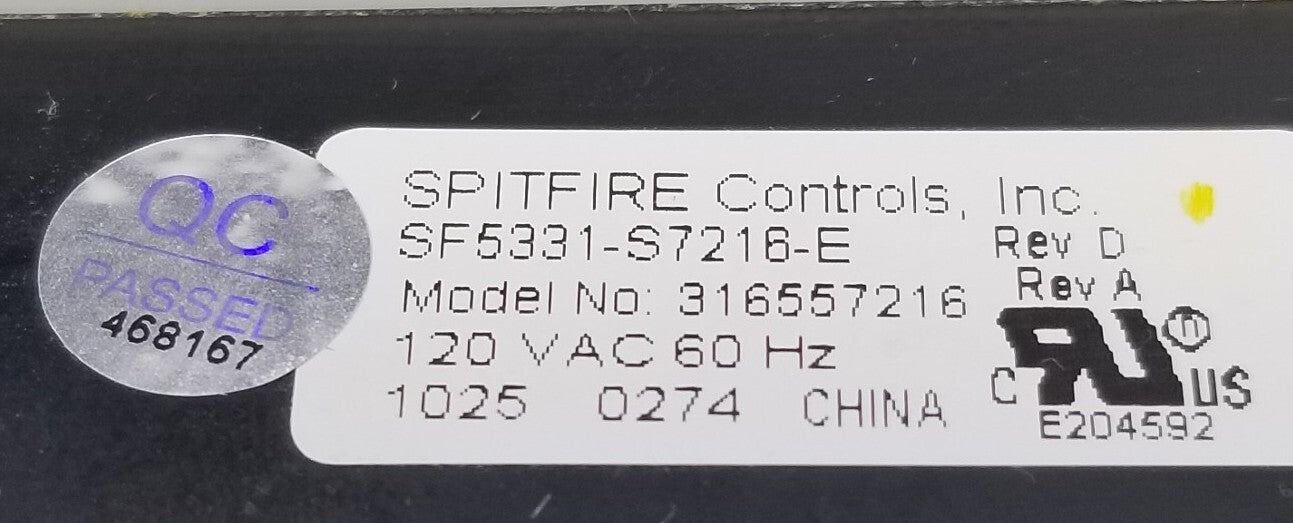 QC
PASSED
468167
SPITFIRE Controls, Inc.
SF5331-S7216-E Rev D
Model No: 316557216 Rev A
120 VAC 60 Hz
1025 0274 CHINA
C RU ® US
E204592